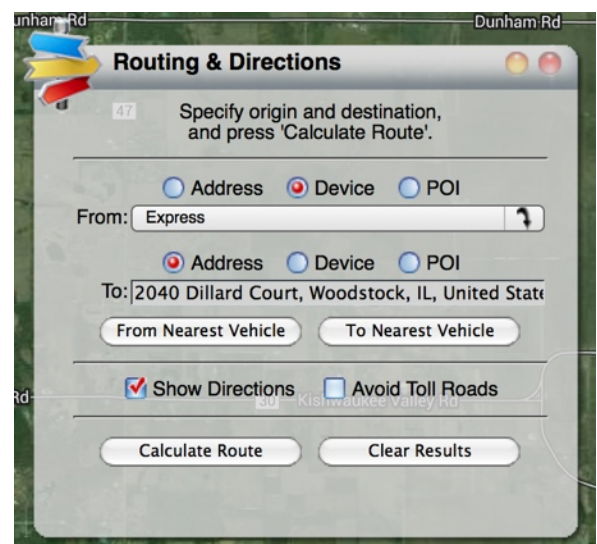 unham Rd
Dunham Rd
Routing & Directions
47
Specify origin and destination,
and press 'Calculate Route'.
Address Device POI
From: Express
Address Device POI
To: 2040 Dillard Court, Woodstock, IL, United State
From Nearest Vehicle To Nearest Vehicle
Show Directions Avoid Toll Roads
Rd
30 Kishwaukee Valley Rd
Calculate Route Clear Results